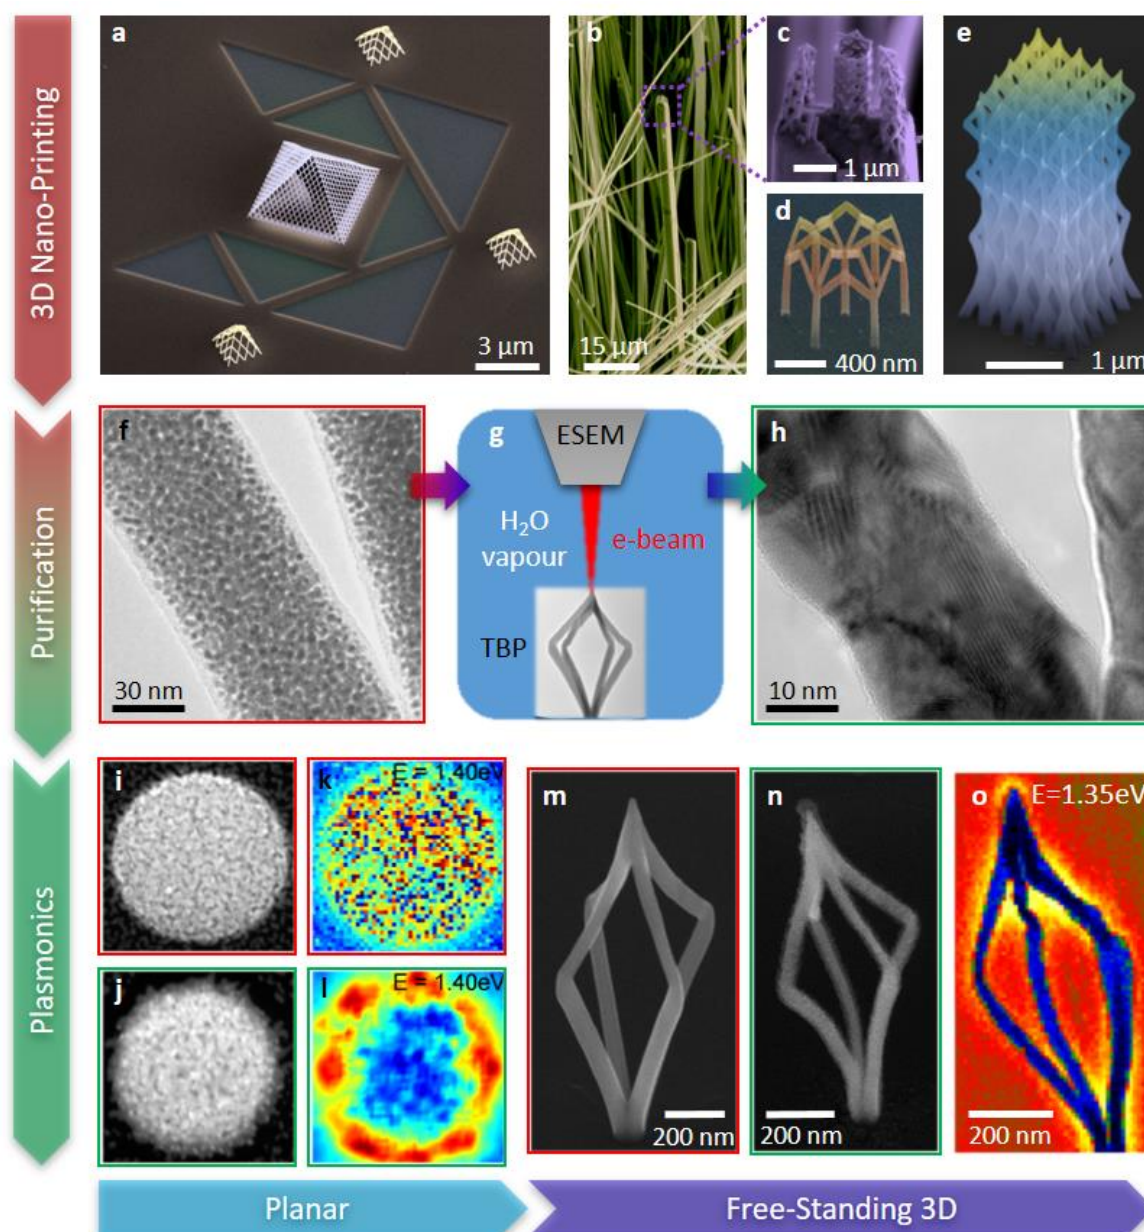 3D Nano-Printing
a
3 µm
b
15 µm
c
1 µm
d
400 nm
e
1 µm
Purification
f
30 nm
g
ESEM
H₂O
vapour
e-beam
TBP
h
10 nm
Plasmonics
i
k
E = 1.40eV
j
l
E = 1.40eV
m
200 nm
n
200 nm
o
E=1.35eV
200 nm
Planar
Free-Standing 3D